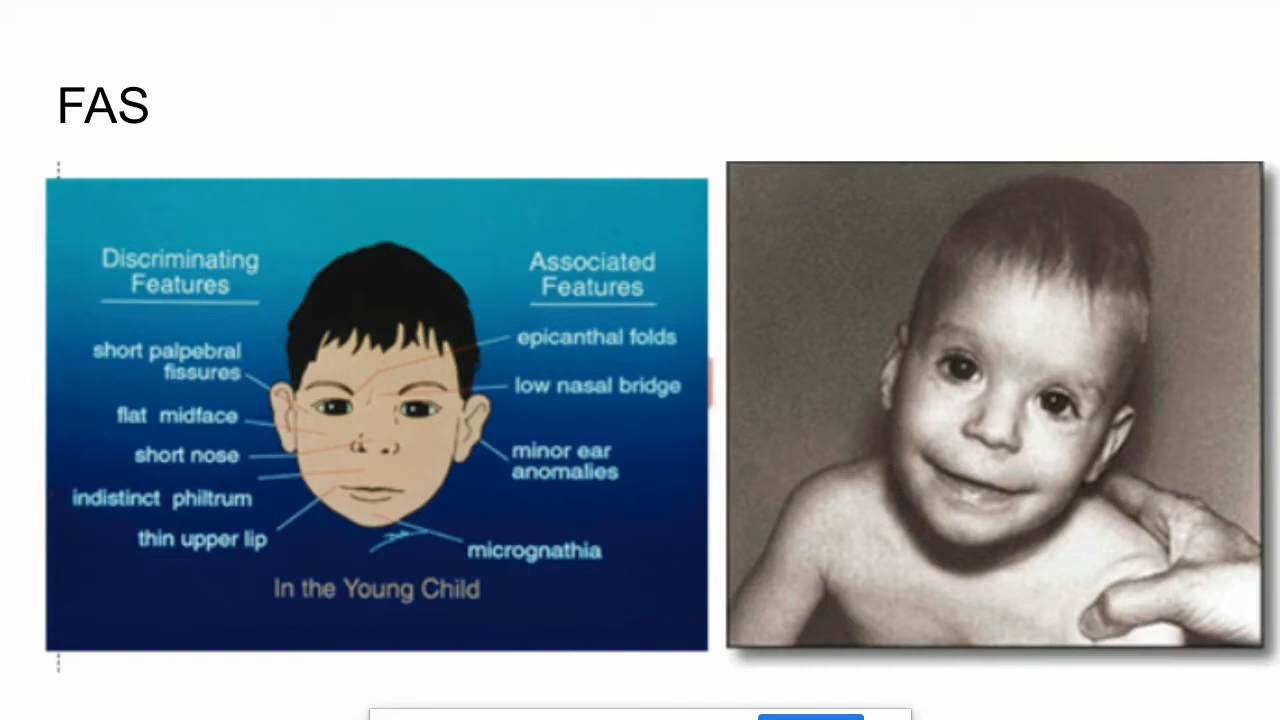 FAS
Discriminating
Features
short palpebral
fissures
flat midface
short nose
indistinct philtrum
thin upper lip
Associated
Features
epicanthal folds
low nasal bridge
minor ear
anomalies
micrognathia
In the Young Child